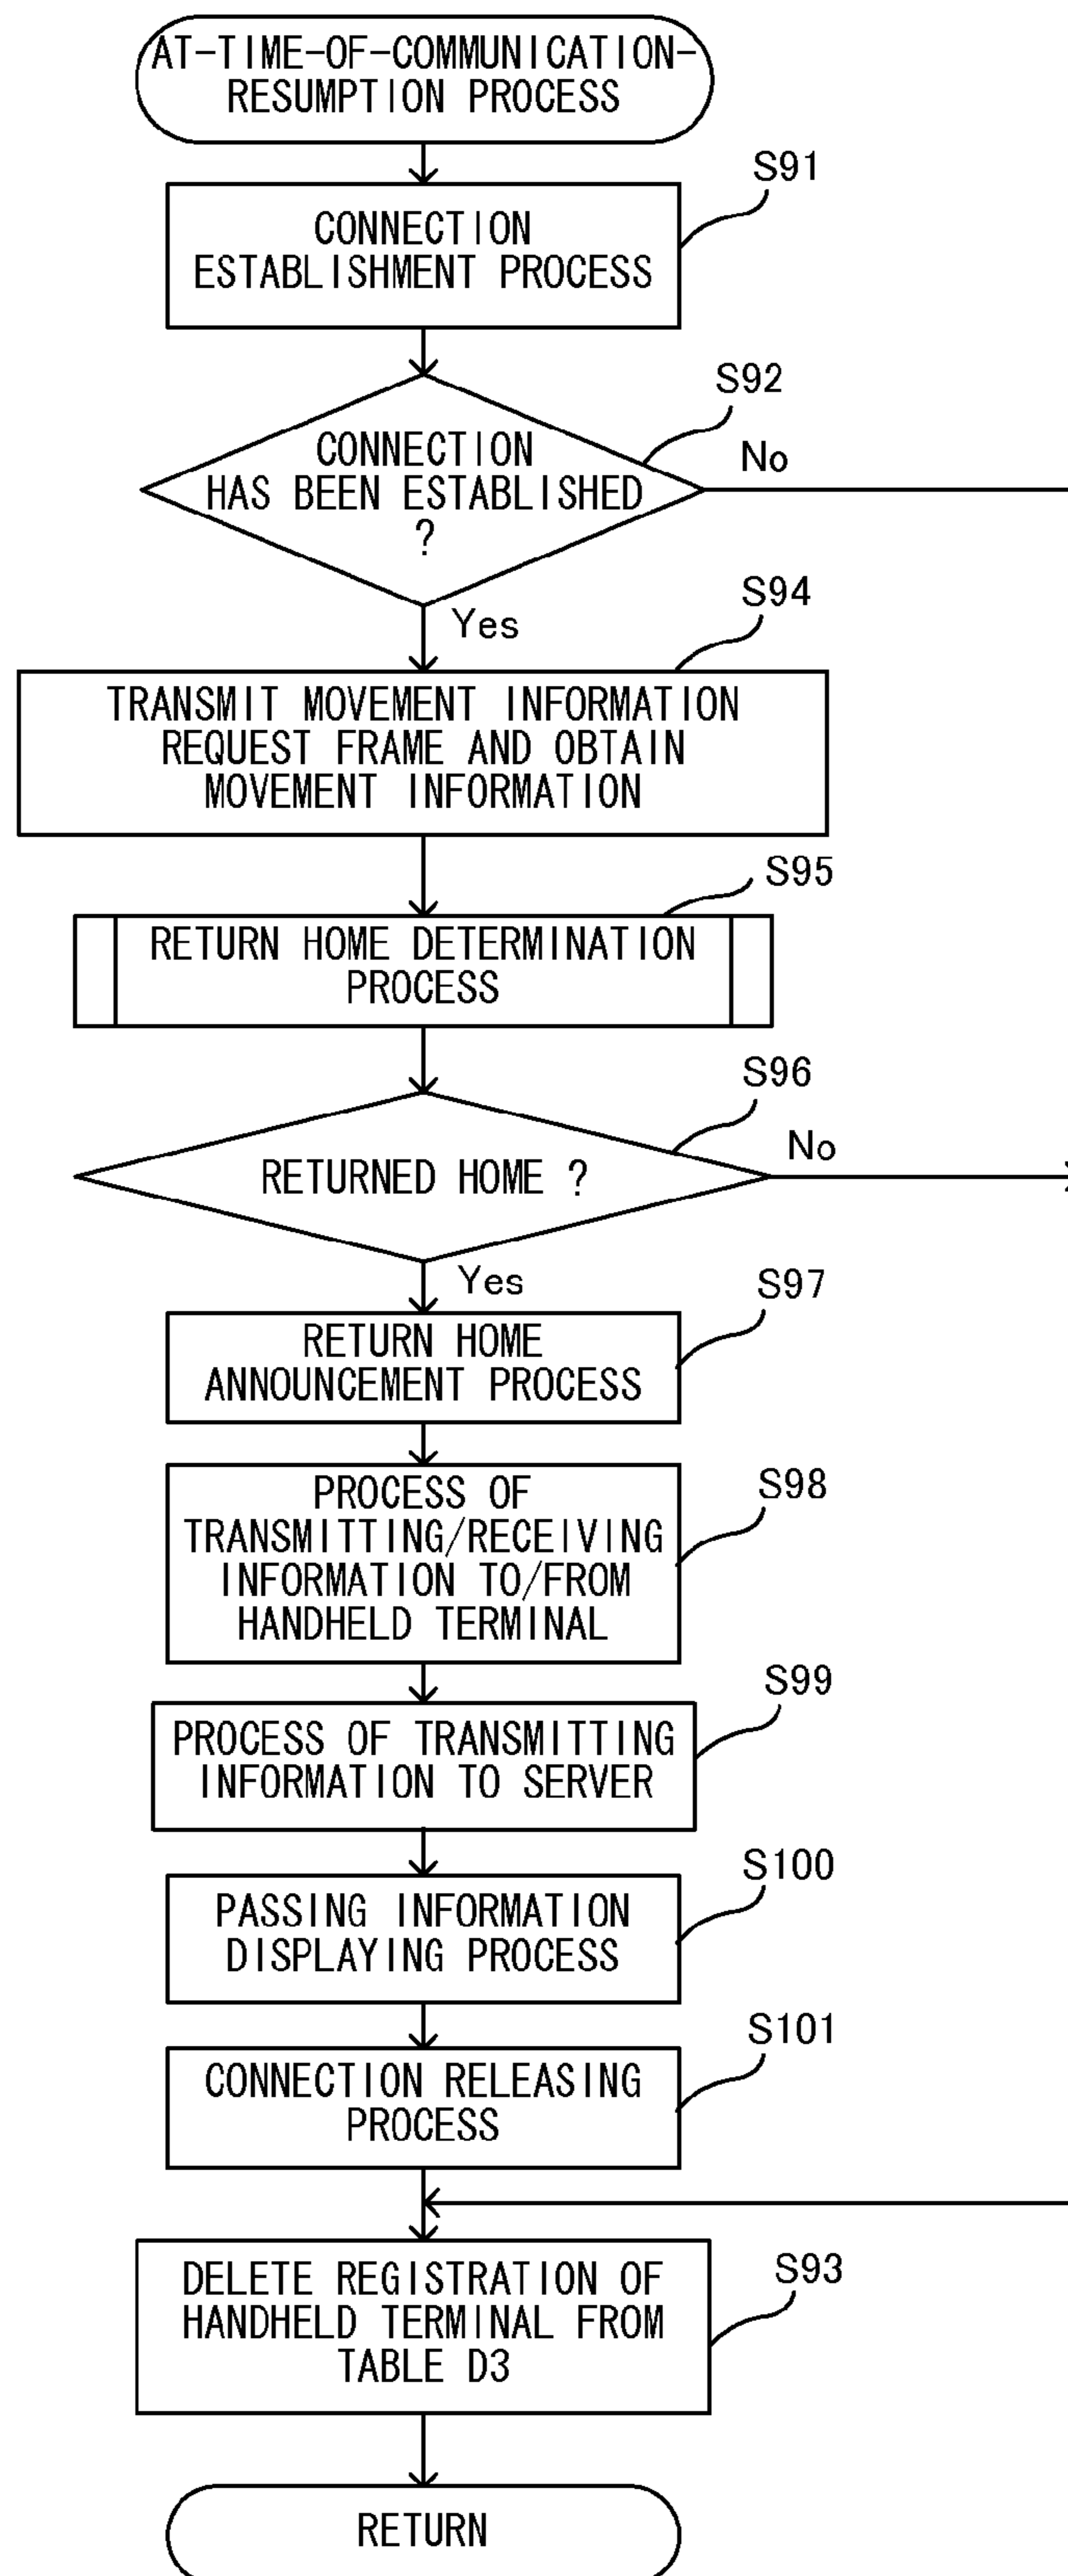 AT-TIME-OF-COMMUNICATION-
RESUMPTION PROCESS
S91
CONNECTION
ESTABLISHMENT PROCESS
S92
CONNECTION
HAS BEEN ESTABLISHED
?
No
Yes
S94
TRANSMIT MOVEMENT INFORMATION
REQUEST FRAME AND OBTAIN
MOVEMENT INFORMATION
S95
RETURN HOME DETERMINATION
PROCESS
S96
RETURNED HOME ?
No
Yes
S97
RETURN HOME
ANNOUNCEMENT PROCESS
S98
PROCESS OF
TRANSMITTING/RECEIVING
INFORMATION TO/FROM
HANDHELD TERMINAL
S99
PROCESS OF TRANSMITTING
INFORMATION TO SERVER
S100
PASSING INFORMATION
DISPLAYING PROCESS
S101
CONNECTION RELEASING
PROCESS
S93
DELETE REGISTRATION OF
HANDHELD TERMINAL FROM
TABLE D3
RETURN